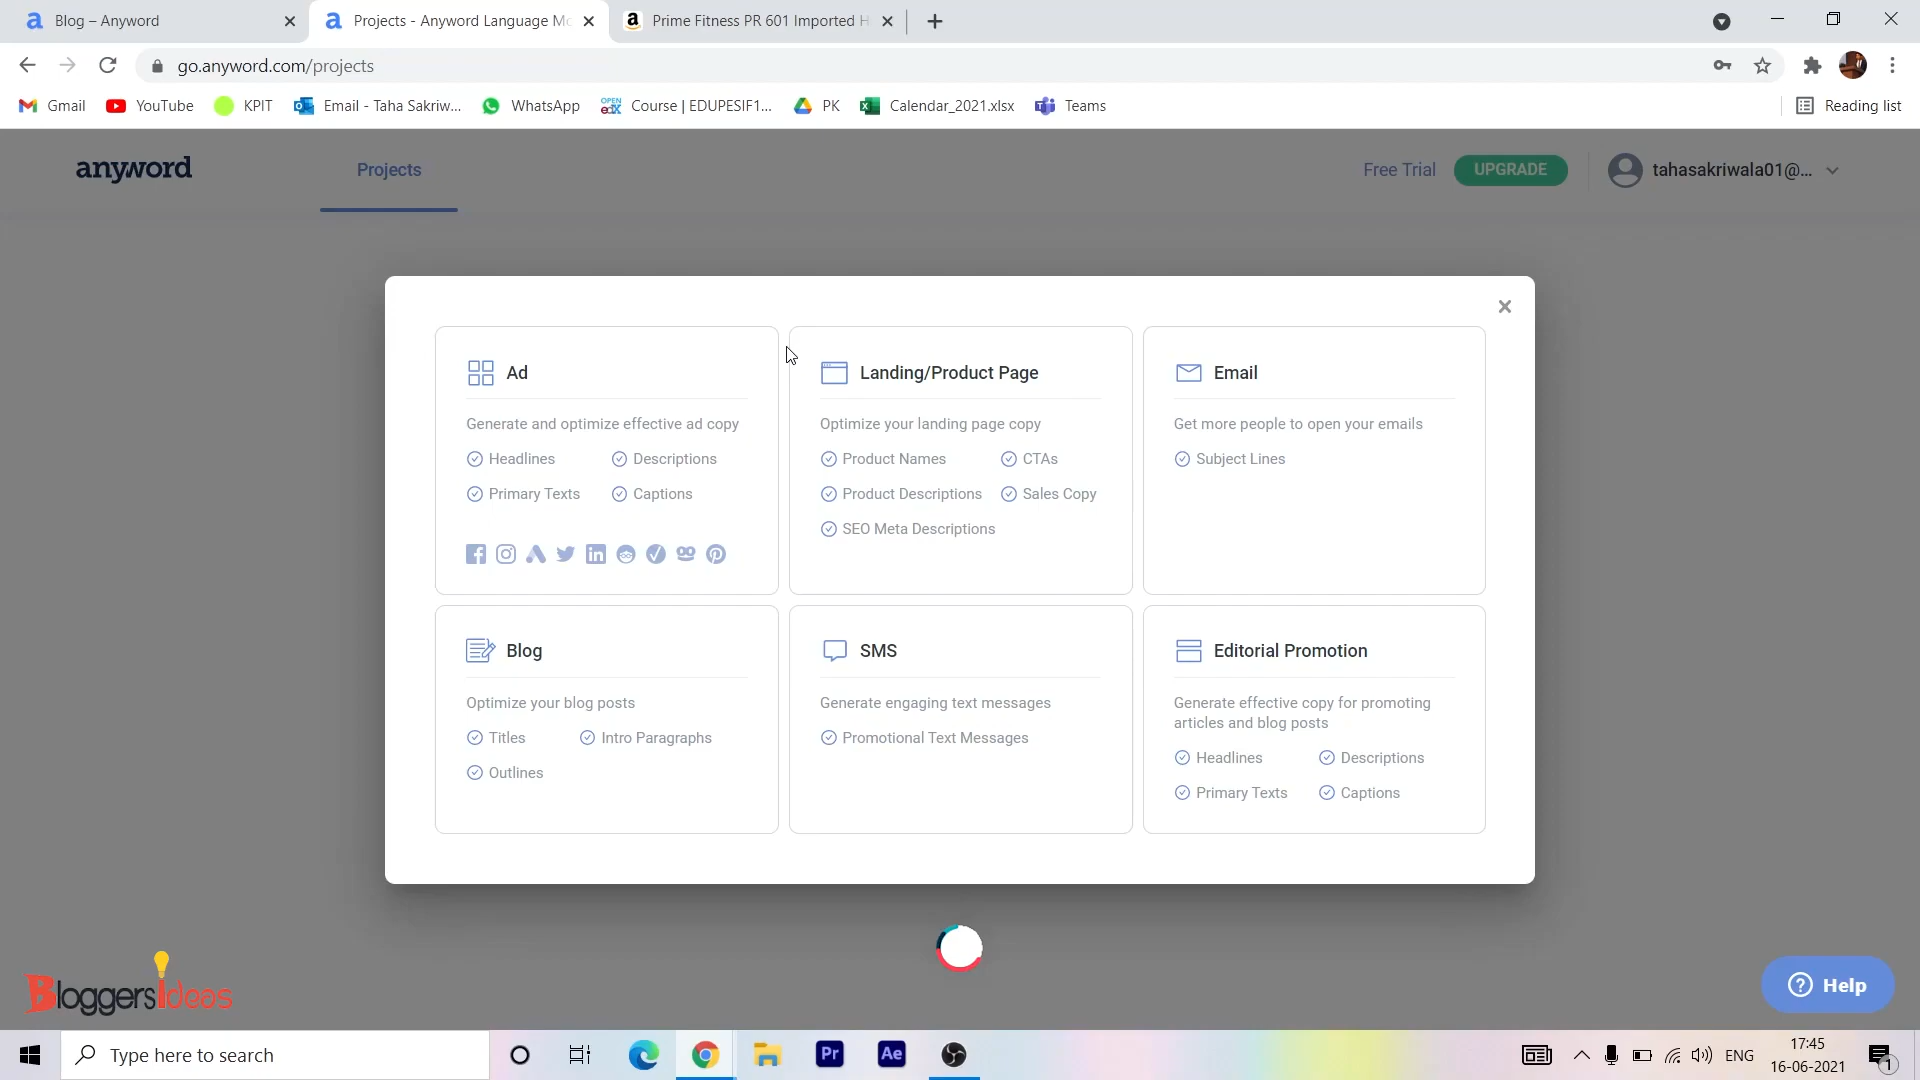 Blog – Anyword
Projects - Anyword Language Mo
Prime Fitness PR 601 Imported H
go.anyword.com/projects
Gmail
YouTube
KPIT
Email - Taha Sakriw...
WhatsApp
OPEN edX
Course | EDUPESIF1...
PK
Calendar_2021.xlsx
Teams
Reading list
anyword
Projects
Free Trial
UPGRADE
tahasakriwala01@...
Ad
Generate and optimize effective ad copy
Headlines
Descriptions
Primary Texts
Captions
Landing/Product Page
Optimize your landing page copy
Product Names
CTAs
Product Descriptions
Sales Copy
SEO Meta Descriptions
Email
Get more people to open your emails
Subject Lines
Blog
Optimize your blog posts
Titles
Intro Paragraphs
Outlines
SMS
Generate engaging text messages
Promotional Text Messages
Editorial Promotion
Generate effective copy for promoting
articles and blog posts
Headlines
Descriptions
Primary Texts
Captions
BloggersIdeas
Help
Type here to search
Pr
Ae
ENG
17:45
16-06-2021
1